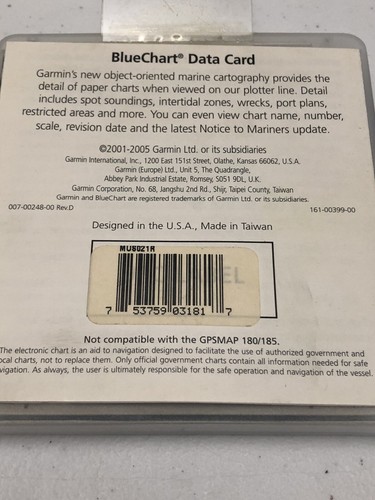 BlueChart® Data Card
Garmin's new object-oriented marine cartography provides the
detail of paper charts when viewed on our plotter line. Detail
includes spot soundings, intertidal zones, wrecks, port plans,
restricted areas and more. You can even view chart name, number,
scale, revision date and the latest Notice to Mariners update.
©2001-2005 Garmin Ltd. or its subsidiaries
Garmin International, Inc., 1200 East 151st Street, Olathe, Kansas 66062, U.S.A.
Garmin (Europe) Ltd., Unit 5, The Quadrangle,
Abbey Park Industrial Estate, Romsey, SO51 9DL, U.K.
Garmin Corporation, No. 68, Jangshu 2nd Rd., Shijr, Taipei County, Taiwan
Garmin and BlueChart are registered trademarks of Garmin Ltd. or its subsidiaries.
007-00248-00 Rev.D 161-00399-00
Designed in the U.S.A., Made in Taiwan
MUS021R
EL
7 53759 03181 7
Not compatible with the GPSMAP 180/185.
The electronic chart is an aid to navigation designed to facilitate the use of authorized government and
ocal charts, not to replace them. Only official government charts contain all information needed for safe
vigation. As always, the user is ultimately responsible for the safe operation and navigation of the vessel.